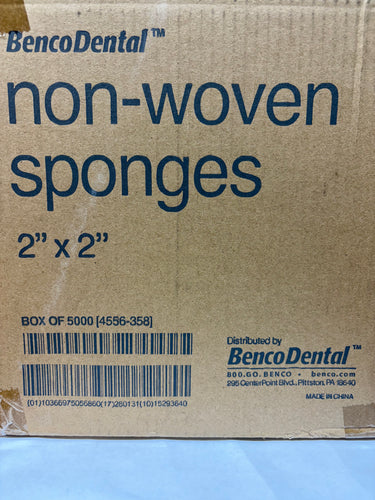 BencoDental™
non-woven
sponges
2" x 2"
BOX OF 5000 [4556-358]
Distributed by
BencoDental™
800.GO.BENCO • benco.com
295 CenterPoint Blvd., Pittston, PA 18640
MADE IN CHINA
(01)10366975056860(17)260131(10)15293640